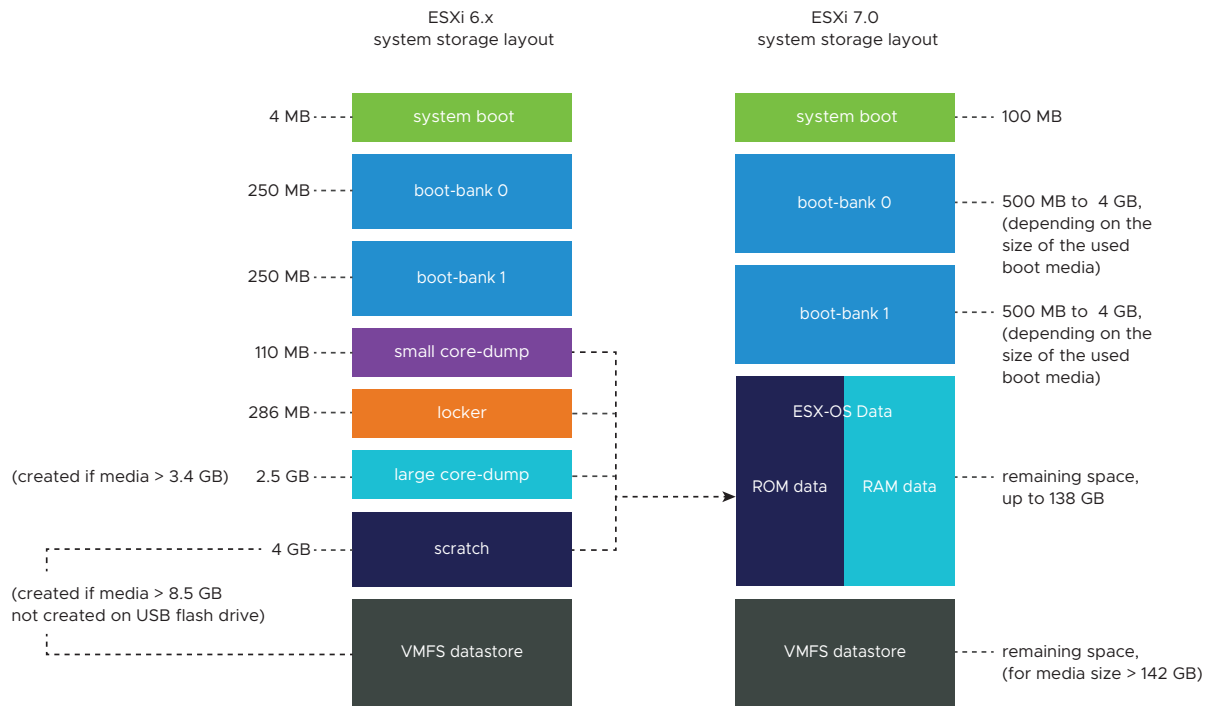 ESXi 6.x
system storage layout
ESXi 7.0
system storage layout
4 MB
system boot
250 MB
boot-bank 0
250 MB
boot-bank 1
110 MB
small core-dump
286 MB
locker
(created if media > 3.4 GB)
2.5 GB
large core-dump
4 GB
scratch
(created if media > 8.5 GB
not created on USB flash drive)
VMFS datastore
system boot
100 MB
boot-bank 0
500 MB to 4 GB,
(depending on the
size of the used
boot media)
boot-bank 1
500 MB to 4 GB,
(depending on the
size of the used
boot media)
ESX-OS Data
ROM data
RAM data
remaining space,
up to 138 GB
VMFS datastore
remaining space,
(for media size > 142 GB)